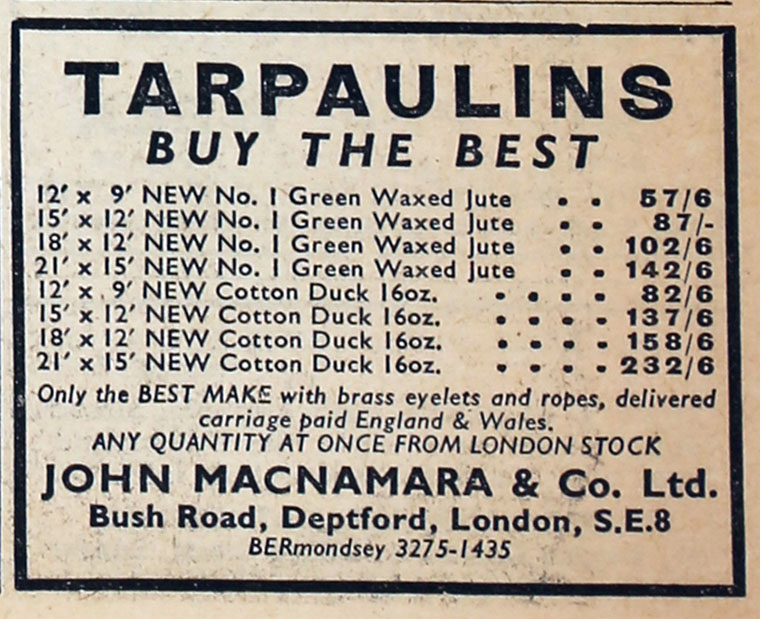 TARPAULINS
BUY THE BEST
12' x 9' NEW No. 1 Green Waxed Jute . . 57/6
15' x 12' NEW No. 1 Green Waxed Jute . . 87/-
18' x 12' NEW No. 1 Green Waxed Jute . . 102/6
21' x 15' NEW No. 1 Green Waxed Jute . . 142/6
12' x 9' NEW Cotton Duck 16oz. . . . . 82/6
15' x 12' NEW Cotton Duck 16oz. . . . . 137/6
18' x 12' NEW Cotton Duck 16oz. . . . . 158/6
21' x 15' NEW Cotton Duck 16oz. . . . . 232/6
Only the BEST MAKE with brass eyelets and ropes, delivered
carriage paid England & Wales.
ANY QUANTITY AT ONCE FROM LONDON STOCK
JOHN MACNAMARA & Co. Ltd.
Bush Road, Deptford, London, S.E.8
BERmondsey 3275-1435